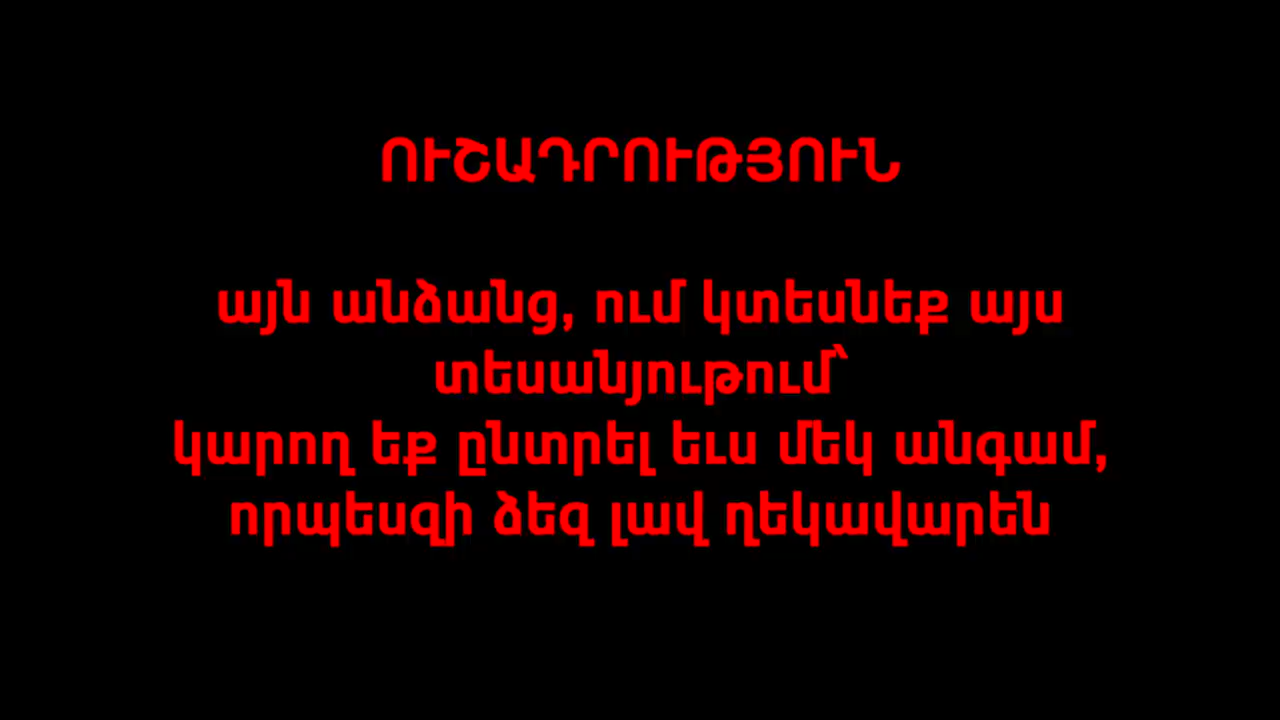 ՈՒՇԱԴՐՈՒԹՅՈՒՆ
այն անձանց, ում կտեսնեք այս
տեսանյութում՝
կարող եք ընտրել եւս մեկ անգամ,
որպեսզի ձեզ լավ ղեկավարեն